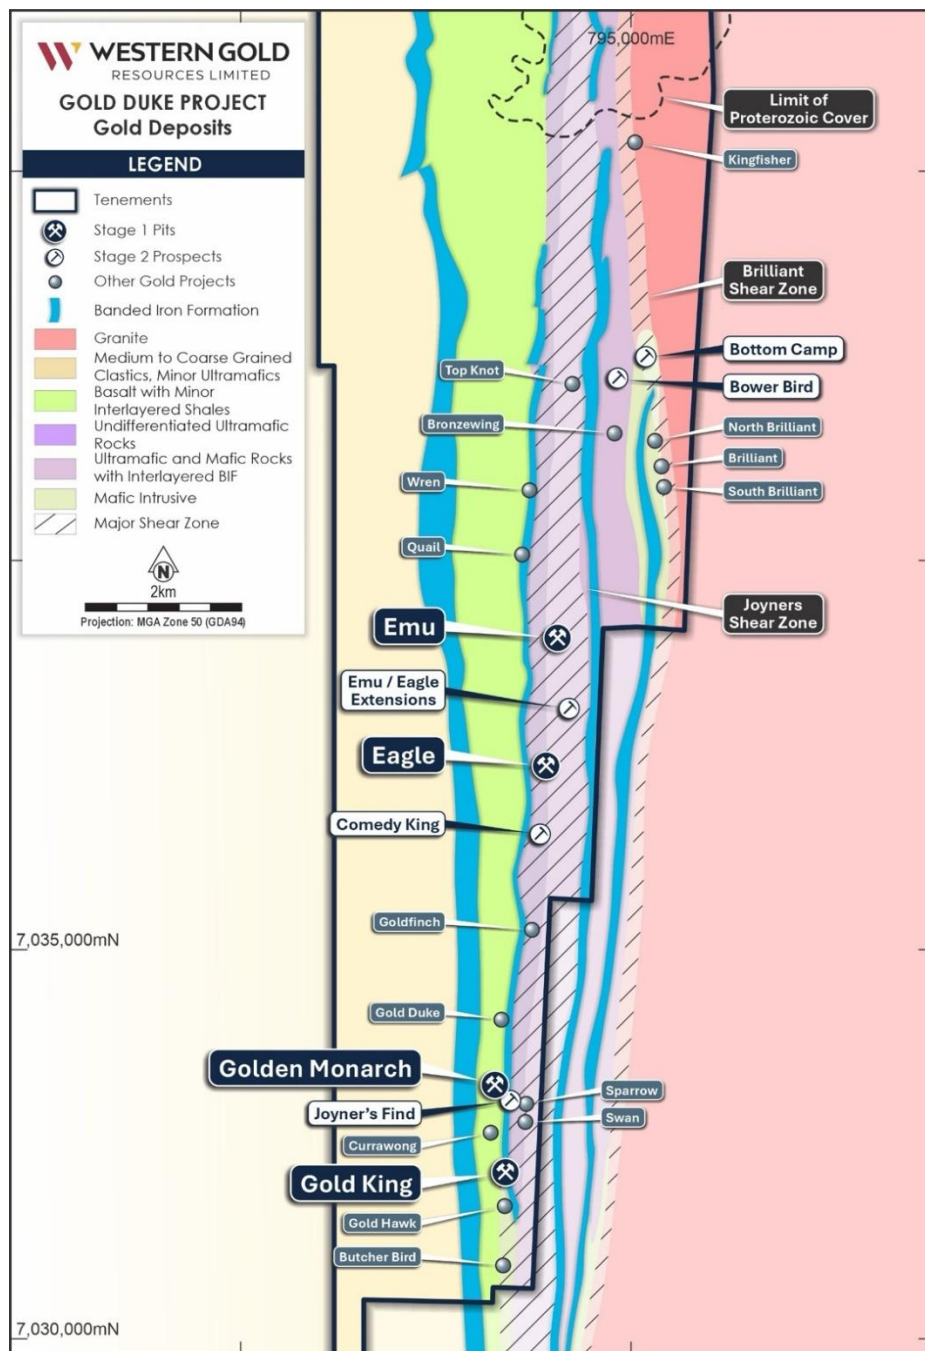 WESTERN GOLD
RESOURCES LIMITED
GOLD DUKE PROJECT
Gold Deposits
LEGEND
Tenements
Stage 1 Pits
Stage 2 Prospects
Other Gold Projects
Banded Iron Formation
Granite
Medium to Coarse Grained
Clastics, Minor Ultramafics
Basalt with Minor
Interlayered Shales
Undifferentiated Ultramafic
Rocks
Ultramafic and Mafic Rocks
with Interlayered BIF
Mafic Intrusive
Major Shear Zone
N
2km
Projection: MGA Zone 50 (GDA94)
795,000mE
Limit of
Proterozoic Cover
Kingfisher
Brilliant
Shear Zone
Bottom Camp
Top Knot
Bower Bird
Bronzewing
North Brilliant
Brilliant
Wren
South Brilliant
Quail
Joyners
Shear Zone
Emu
Emu / Eagle
Extensions
Eagle
Comedy King
Goldfinch
7,035,000mN
Gold Duke
Golden Monarch
Sparrow
Joyner's Find
Swan
Currawong
Gold King
Gold Hawk
Butcher Bird
7,030,000mN